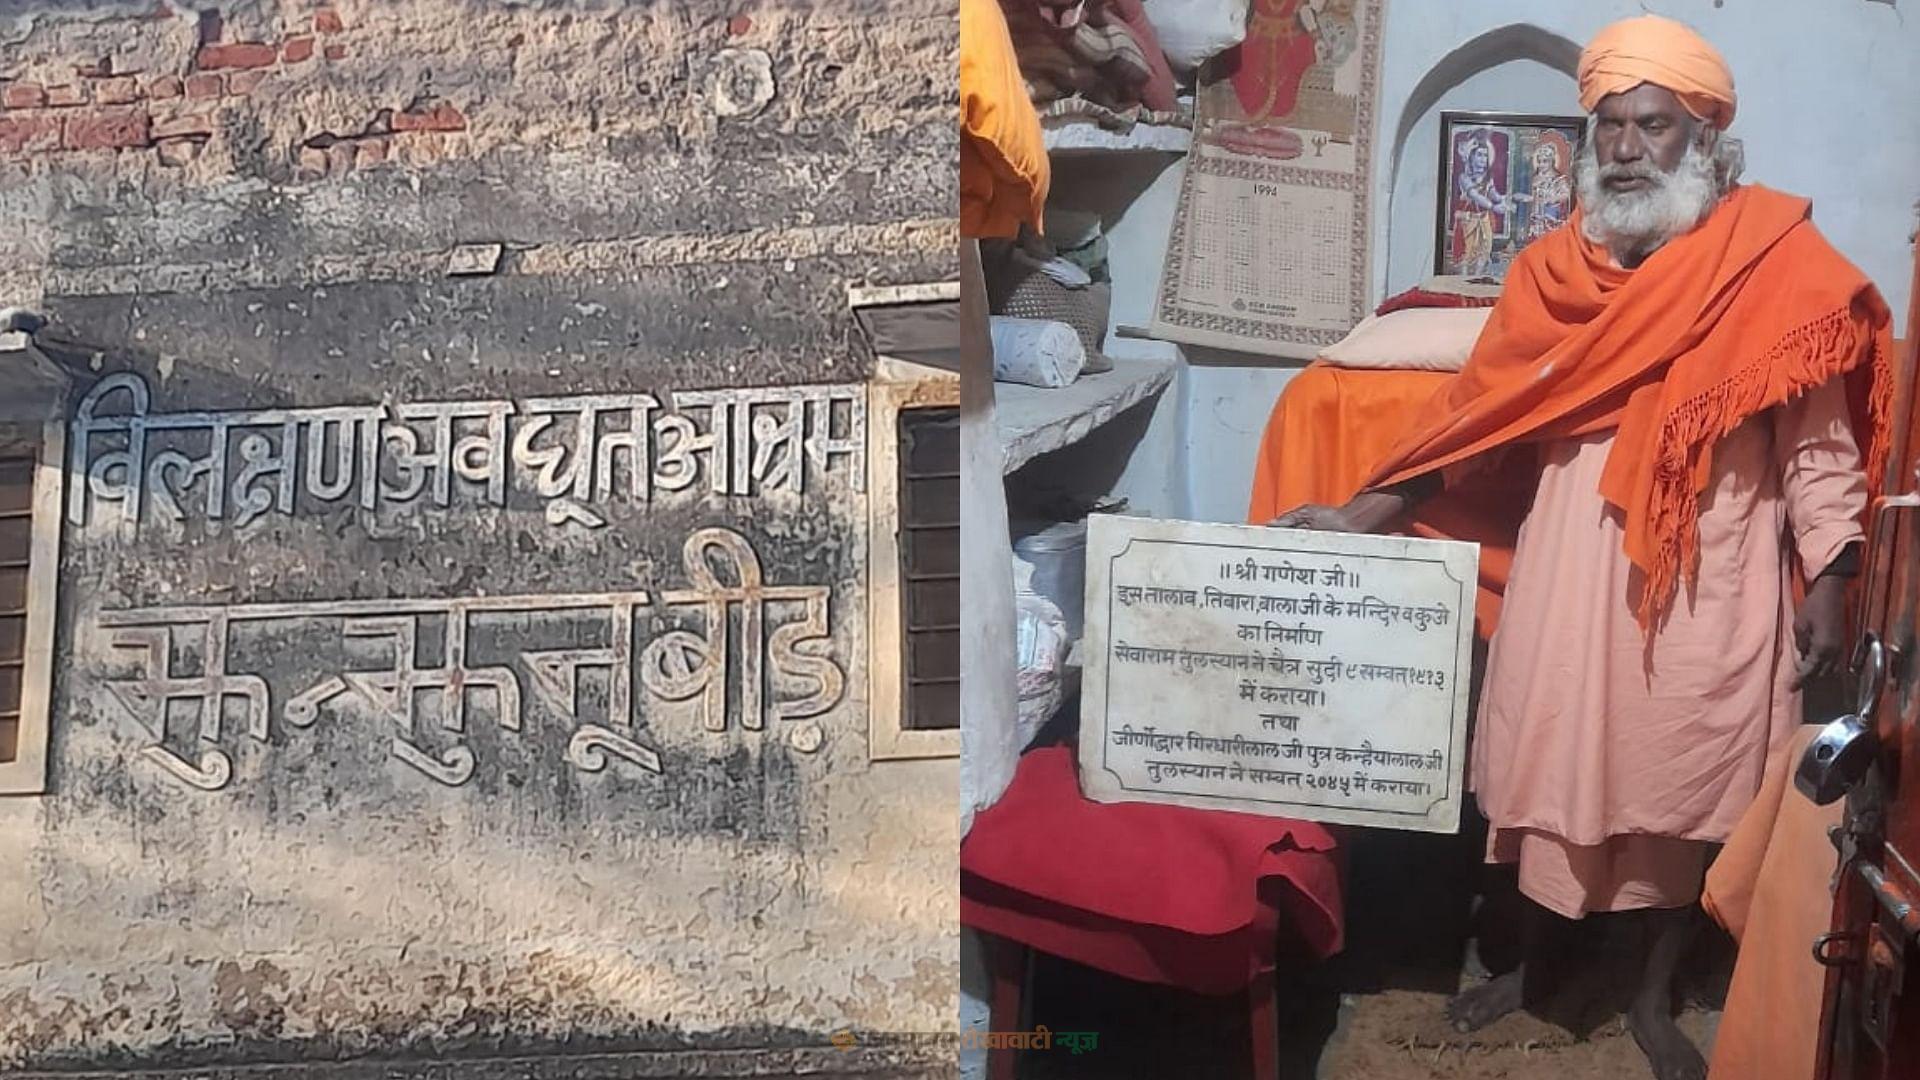 विलक्षण अवधूत आश्रम
झुन्झुनू बीड़
1994
॥ श्री गणेश जी॥
इस तालाब, तिबारा, बालाजी के मन्दिर व कुअे
का निर्माण
सेवाराम तुलस्यान ने चैत्र सुदी ९ सम्वत् १९१३
में कराया।
तथा
जीर्णोद्धार गिरधारीलाल जी पुत्र कन्हैयालाल जी
तुलस्यान ने सम्वत् २०४५ में कराया।
शेखावाटी न्यूज़